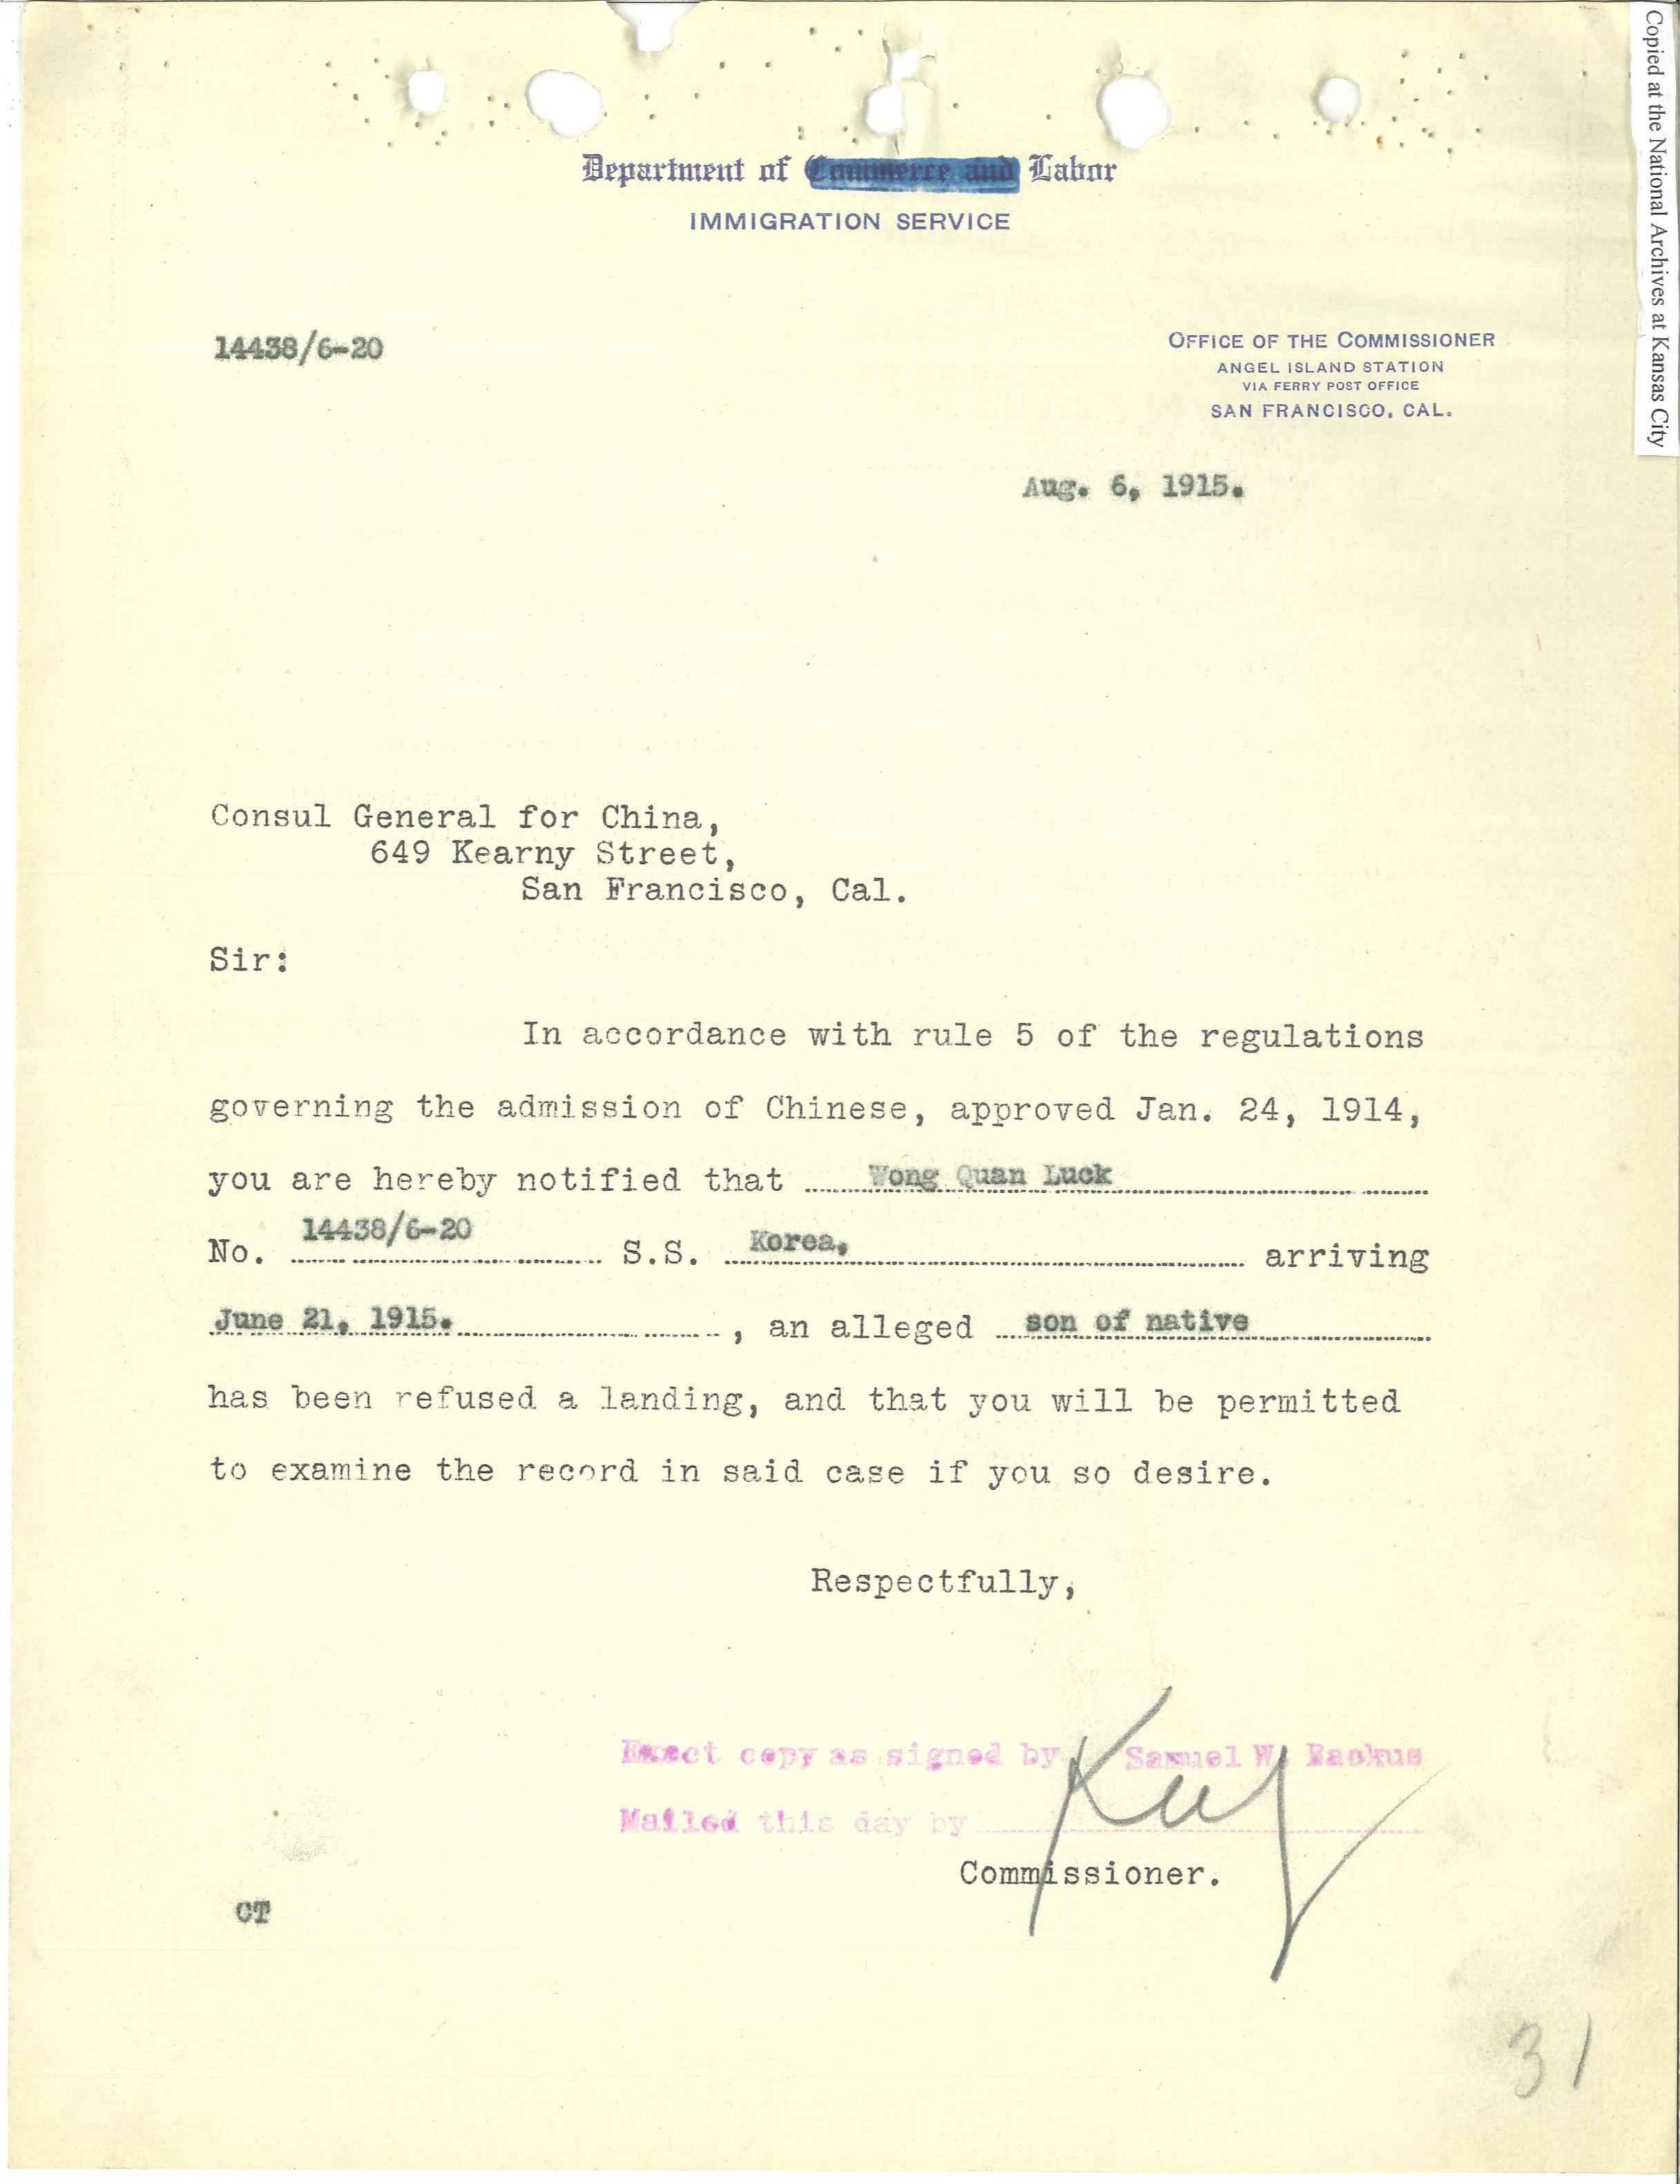 Copied at the National Archives at Kansas City
Department of Commerce and Labor
IMMIGRATION SERVICE
14438/6-20
OFFICE OF THE COMMISSIONER
ANGEL ISLAND STATION
VIA FERRY POST OFFICE
SAN FRANCISCO, CAL.
Aug. 6, 1915.
Consul General for China,
649 Kearny Street,
San Francisco, Cal.
Sir:
In accordance with rule 5 of the regulations
governing the admission of Chinese, approved Jan. 24, 1914,
you are hereby notified that Wong Quan Luck
No. 14438/6-20 S.S. Korea, arriving
June 21, 1915. , an alleged son of native
has been refused a landing, and that you will be permitted
to examine the record in said case if you so desire.
Respectfully,
Exact copy as signed by Samuel W. Backus
Mailed this day by
Commissioner.
CT
31